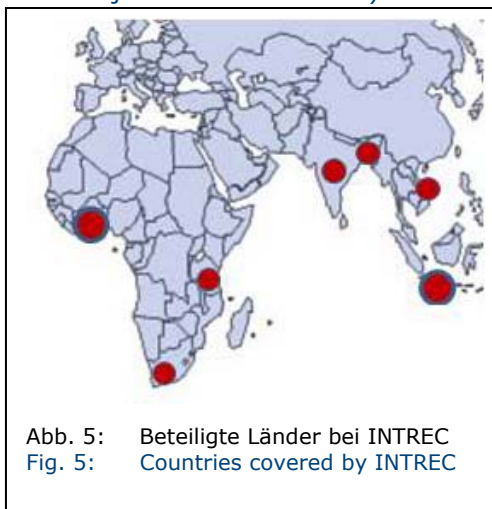 Abb. 5: Beteiligte Länder bei INTREC
Fig. 5: Countries covered by INTREC